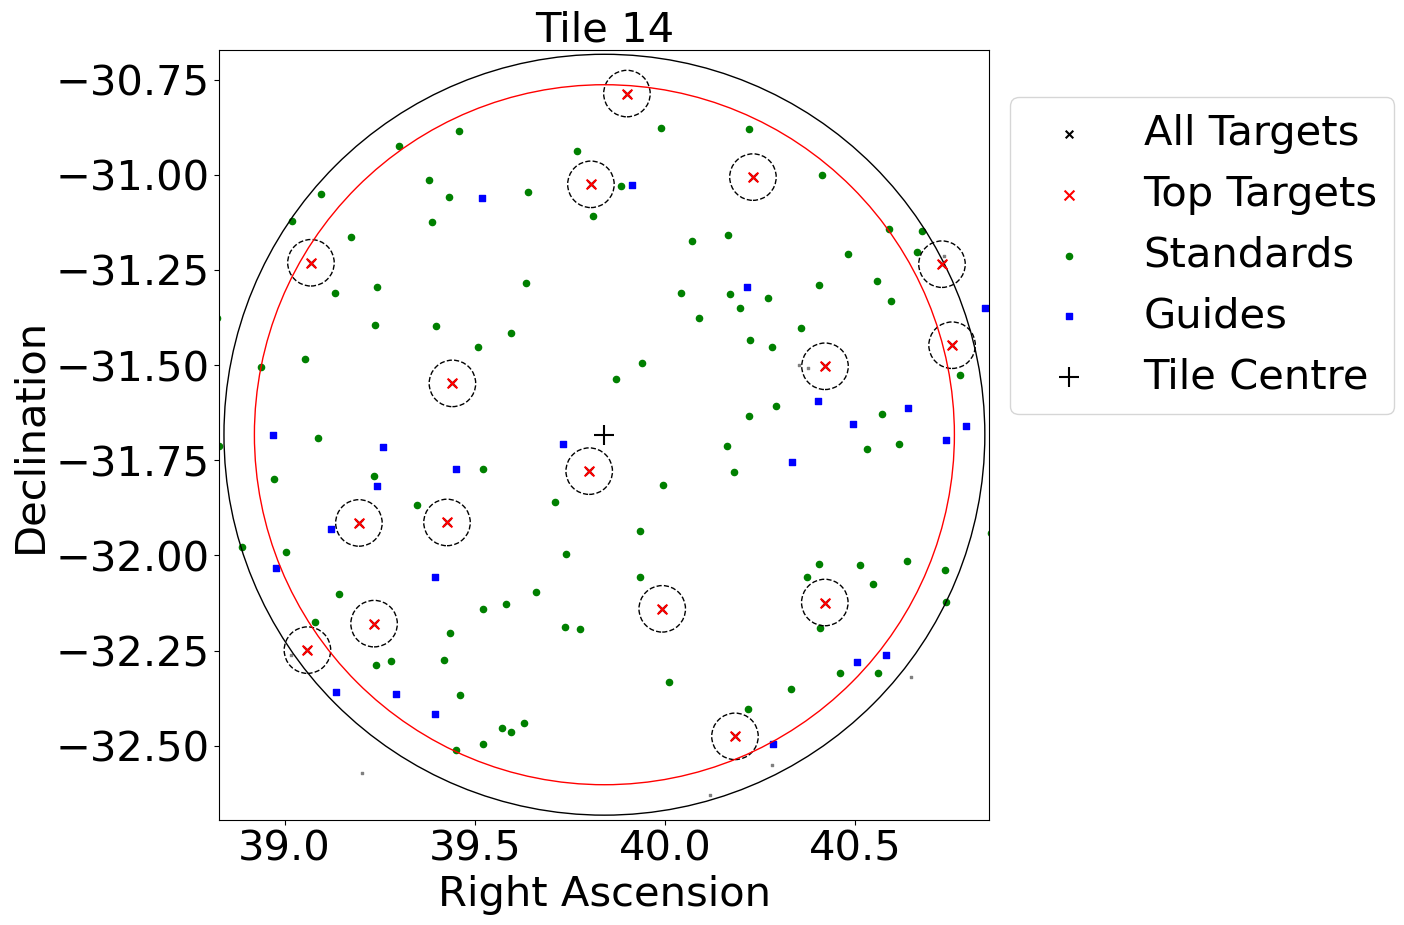 Tile 14
Declination
−30.75
−31.00
−31.25
−31.50
−31.75
−32.00
−32.25
−32.50
39.0 39.5 40.0 40.5
Right Ascension
All Targets
Top Targets
Standards
Guides
Tile Centre